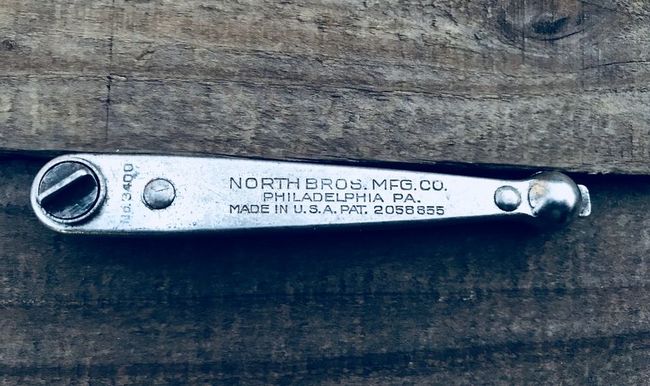 No. 3400
NORTH BROS. MFG. CO.
PHILADELPHIA PA.
MADE IN U.S.A. PAT. 2058855